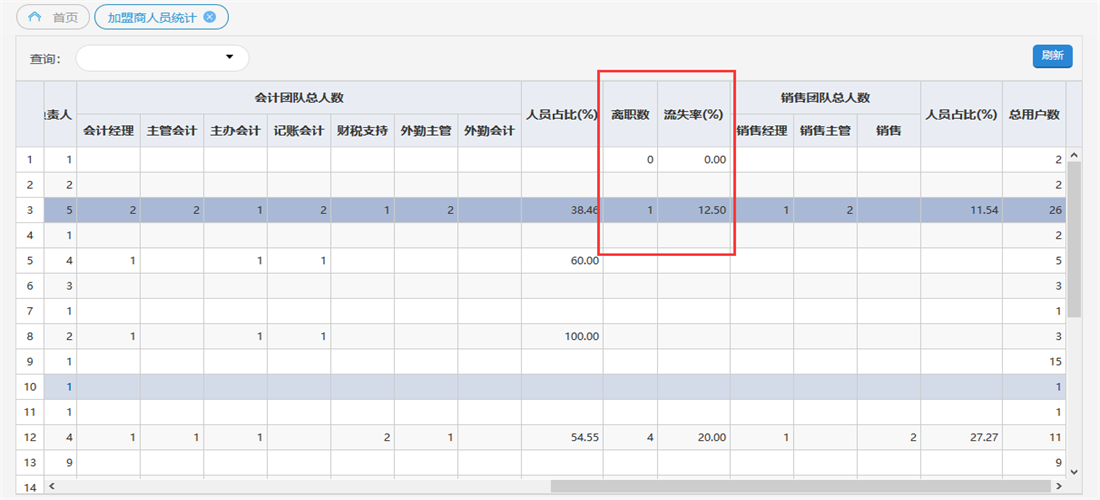 首页 加盟商人员统计
查询: 刷新
责人 会计团队总人数 人员占比(%) 离职数 流失率(%) 销售团队总人数 人员占比(%) 总用户数
会计经理 主管会计 主办会计 记账会计 财税支持 外勤主管 外勤会计 销售经理 销售主管 销售
1 1 0 0.00 2
2 2 2
3 5 2 2 1 2 1 2 38.46 1 12.50 1 2 11.54 26
4 1 2
5 4 1 1 1 60.00 5
6 3 3
7 1 1
8 2 1 1 1 100.00 3
9 1 15
10 1 1
11 1 1
12 4 1 1 1 2 1 54.55 4 20.00 1 2 27.27 11
13 9 9
14